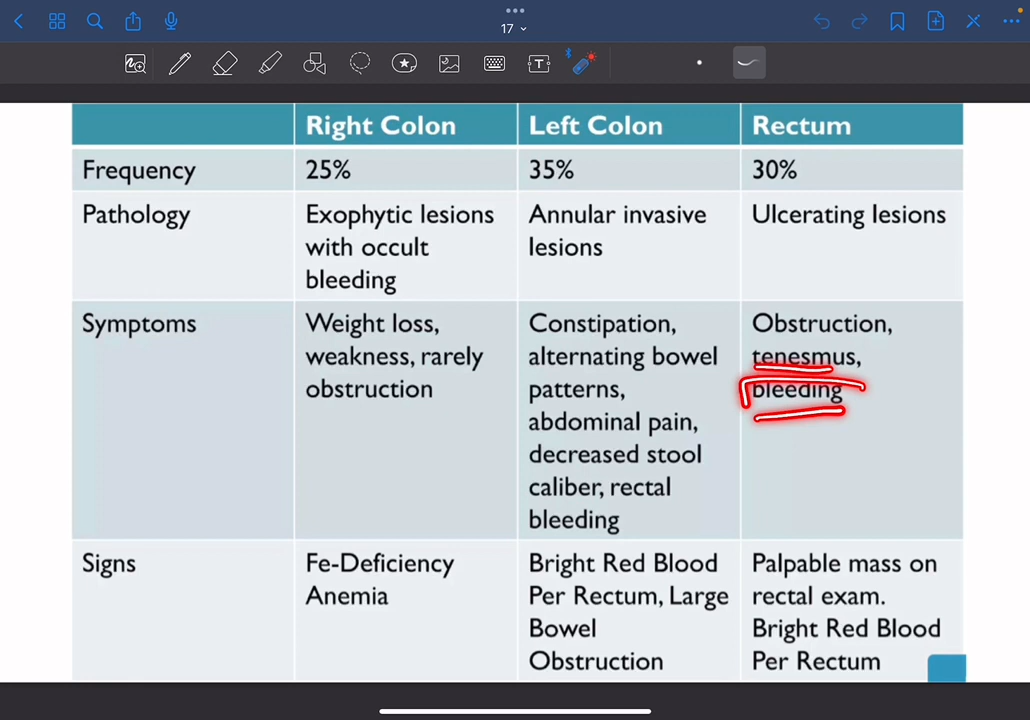 17
T
Right Colon Left Colon Rectum
Frequency 25% 35% 30%
Pathology Exophytic lesions Annular invasive Ulcerating lesions
with occult lesions
bleeding
Symptoms Weight loss, Constipation, Obstruction,
weakness, rarely alternating bowel tenesmus,
obstruction patterns, bleeding
abdominal pain,
decreased stool
caliber, rectal
bleeding
Signs Fe-Deficiency Bright Red Blood Palpable mass on
Anemia Per Rectum, Large rectal exam.
Bowel Bright Red Blood
Obstruction Per Rectum